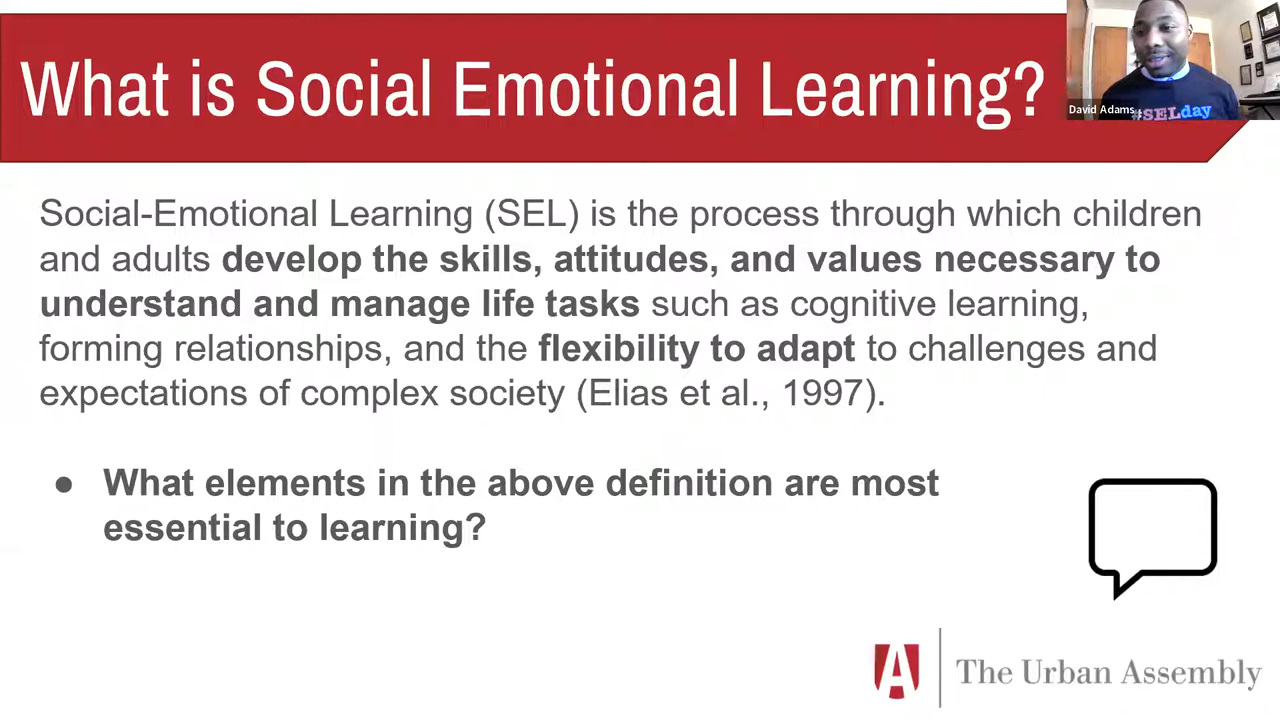 What is Social Emotional Learning?
David Adams
#SELday
Social-Emotional Learning (SEL) is the process through which children
and adults develop the skills, attitudes, and values necessary to
understand and manage life tasks such as cognitive learning,
forming relationships, and the flexibility to adapt to challenges and
expectations of complex society (Elias et al., 1997).
● What elements in the above definition are most
essential to learning?
A
The Urban Assembly